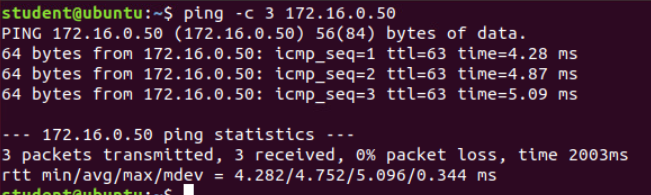 student@ubuntu:~$ ping -c 3 172.16.0.50
PING 172.16.0.50 (172.16.0.50) 56(84) bytes of data.
64 bytes from 172.16.0.50: icmp_seq=1 ttl=63 time=4.28 ms
64 bytes from 172.16.0.50: icmp_seq=2 ttl=63 time=4.87 ms
64 bytes from 172.16.0.50: icmp_seq=3 ttl=63 time=5.09 ms
--- 172.16.0.50 ping statistics ---
3 packets transmitted, 3 received, 0% packet loss, time 2003ms
rtt min/avg/max/mdev = 4.282/4.752/5.096/0.344 ms
student@ubuntu:~$